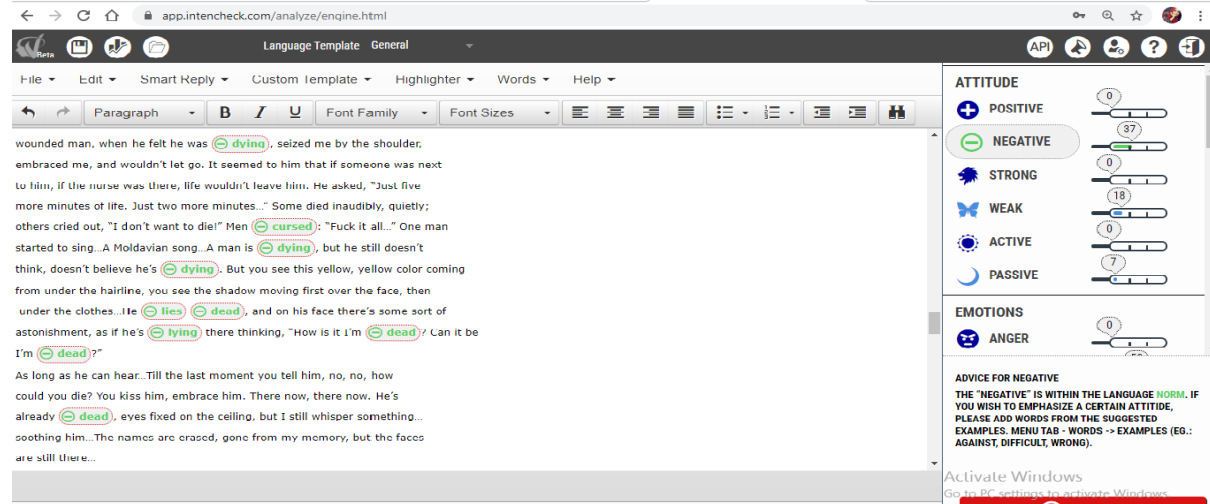 app.intencheck.com/analyze/engine.html
Beta
Language Template General
API
File Edit Smart Reply Custom Template Highlighter Words Help
Paragraph B I U Font Family Font Sizes
wounded man, when he felt he was dying, seized me by the shoulder,
embraced me, and wouldn't let go. It seemed to him that if someone was next
to him, if the nurse was there, life wouldn't leave him. He asked, "Just five
more minutes of life. Just two more minutes..." Some died inaudibly, quietly;
others cried out, "I don't want to die!" Men cursed: "Fuck it all..." One man
started to sing...A Moldavian song...A man is dying, but he still doesn't
think, doesn't believe he's dying. But you see this yellow, yellow color coming
from under the hairline, you see the shadow moving first over the face, then
under the clothes...He lies dead, and on his face there's some sort of
astonishment, as if he's lying there thinking, "How is it I'm dead? Can it be
I'm dead?"
As long as he can hear...Till the last moment you tell him, no, no, how
could you die? You kiss him, embrace him. There now, there now. He's
already dead, eyes fixed on the ceiling, but I still whisper something...
soothing him...The names are erased, gone from my memory, but the faces
are still there...
ATTITUDE
POSITIVE 0
NEGATIVE 37
STRONG 0
WEAK 18
ACTIVE 0
PASSIVE 7
EMOTIONS
ANGER 0
ADVICE FOR NEGATIVE
THE "NEGATIVE" IS WITHIN THE LANGUAGE NORM. IF
YOU WISH TO EMPHASIZE A CERTAIN ATTITIDE,
PLEASE ADD WORDS FROM THE SUGGESTED
EXAMPLES. MENU TAB - WORDS -> EXAMPLES (EG.:
AGAINST, DIFFICULT, WRONG).
Activate Windows
Go to PC settings to activate Windows.